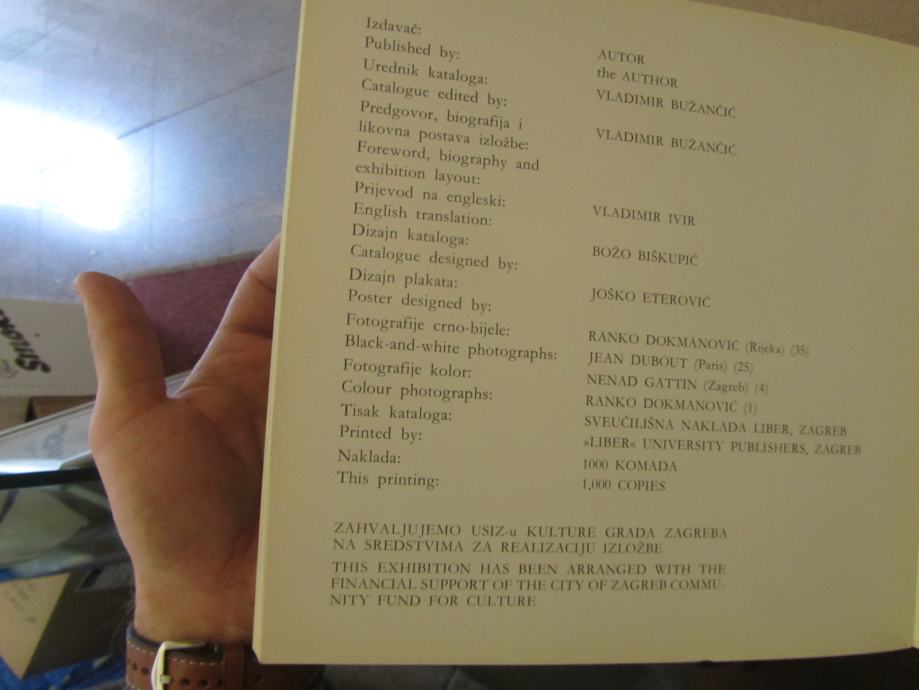 Izdavač:
Published by:
AUTOR
the AUTHOR
Urednik kataloga:
Catalogue edited by:
VLADIMIR BUŽANČIĆ
Predgovor, biografija i
likovna postava izložbe:
VLADIMIR BUŽANČIĆ
Foreword, biography and
exhibition layout:
Prijevod na engleski:
English translation:
VLADIMIR IVIR
Dizajn kataloga:
Catalogue designed by:
BOŽO BIŠKUPIĆ
Dizajn plakata:
Poster designed by:
JOŠKO ETEROVIĆ
Fotografije crno-bijele:
Black-and-white photographs:
RANKO DOKMANOVIĆ (Rijeka) (35)
JEAN DUBOUT (Paris) (25)
NENAD GATTIN (Zagreb) (4)
Fotografije kolor:
Colour photographs:
RANKO DOKMANOVIĆ (1)
Tisak kataloga:
Printed by:
SVEUČILIŠNA NAKLADA LIBER, ZAGREB
»LIBER« UNIVERSITY PUBLISHERS, ZAGREB
Naklada:
This printing:
1000 KOMADA
1,000 COPIES
ZAHVALJUJEMO USIZ-u KULTURE GRADA ZAGREBA
NA SREDSTVIMA ZA REALIZACIJU IZLOŽBE
THIS EXHIBITION HAS BEEN ARRANGED WITH THE
FINANCIAL SUPPORT OF THE CITY OF ZAGREB COMMU-
NITY FUND FOR CULTURE